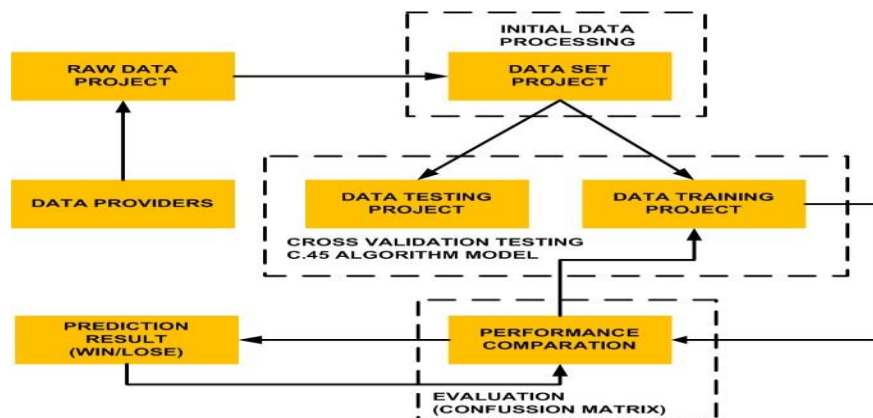 INITIAL DATA
PROCESSING
RAW DATA
PROJECT
DATA SET
PROJECT
DATA PROVIDERS
DATA TESTING
PROJECT
DATA TRAINING
PROJECT
CROSS VALIDATION TESTING
C.45 ALGORITHM MODEL
PREDICTION
RESULT
(WIN/LOSE)
PERFORMANCE
COMPARATION
EVALUATION
(CONFUSSION MATRIX)